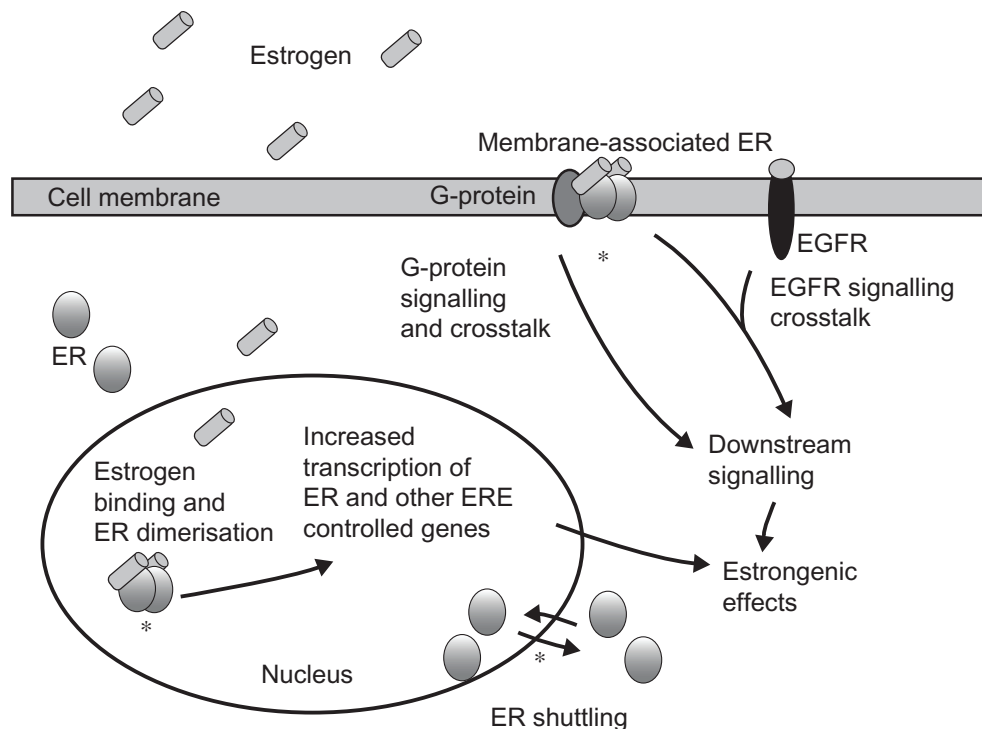 Estrogen
Membrane-associated ER
Cell membrane
G-protein
EGFR
*
G-protein
signalling
and crosstalk
EGFR signalling
crosstalk
ER
Downstream
signalling
Increased
transcription of
ER and other ERE
controlled genes
Estrogen
binding and
ER dimerisation
*
Estrongenic
effects
*
Nucleus
ER shuttling